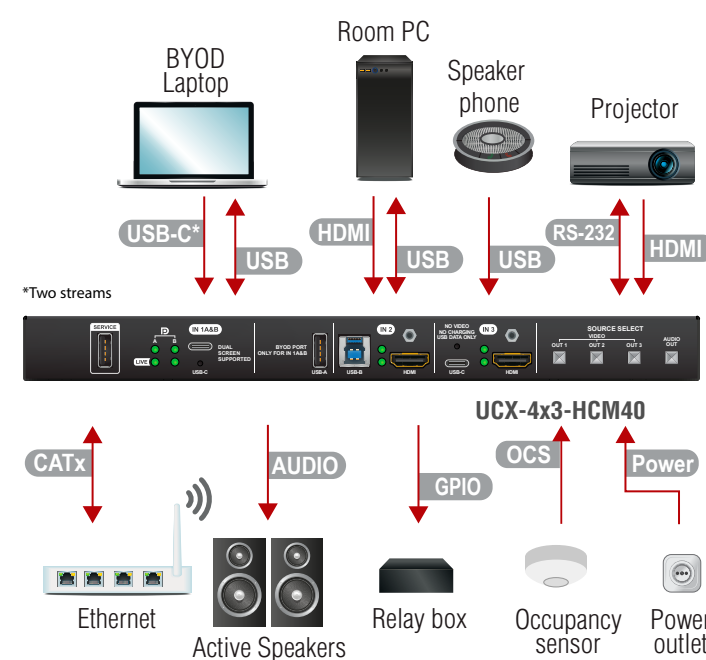 Room PC
BYOD
Laptop
Speaker
phone
Projector
USB-C*
USB
HDMI
USB
USB
RS-232
HDMI
*Two streams
SERVICE
A B
LIVE
IN 1A&B
DUAL
SCREEN
SUPPORTED
USB-C
BYOD PORT
ONLY FOR IN 1A&B
USB-A
USB-B
IN 2
HDMI
NO VIDEO
NO CHARGING
USB DATA ONLY
USB-C
IN 3
HDMI
SOURCE SELECT
VIDEO
OUT 1 OUT 2 OUT 3
AUDIO
OUT
UCX-4x3-HCM40
CATx
AUDIO
GPIO
OCS
Power
Ethernet
Active Speakers
Relay box
Occupancy
sensor
Power
outlet